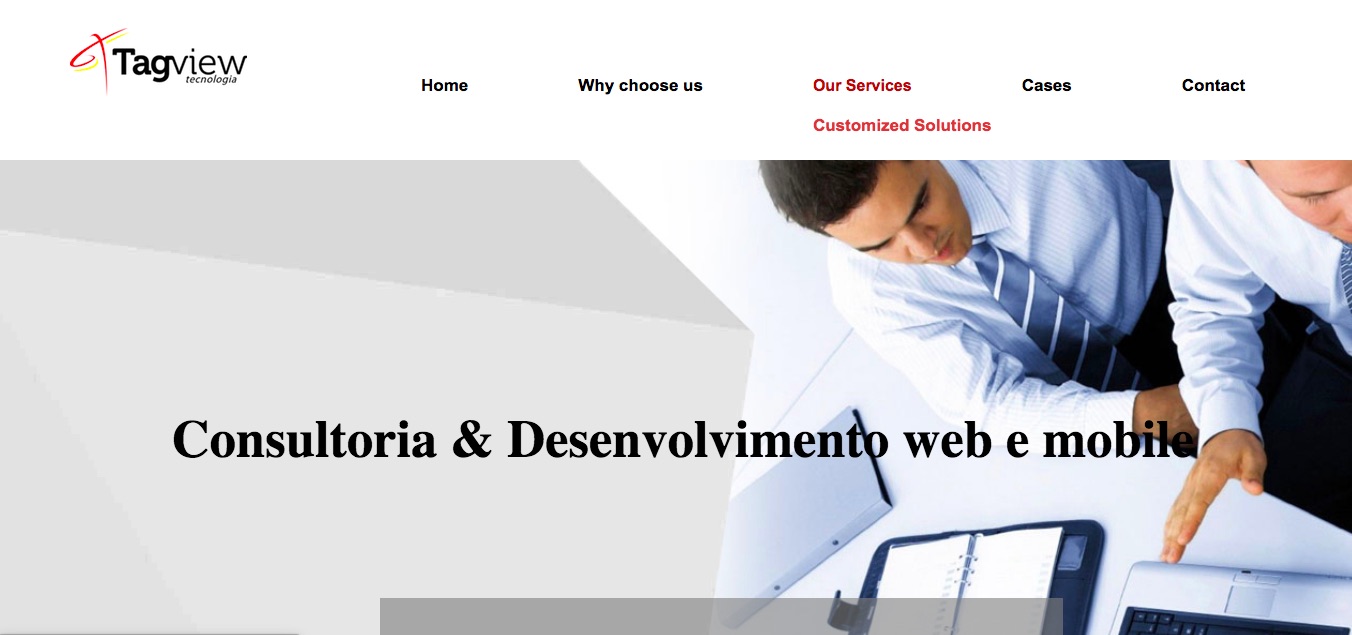 Tagview
tecnologia
Home Why choose us Our Services Cases Contact
Customized Solutions
Consultoria & Desenvolvimento web e mobile